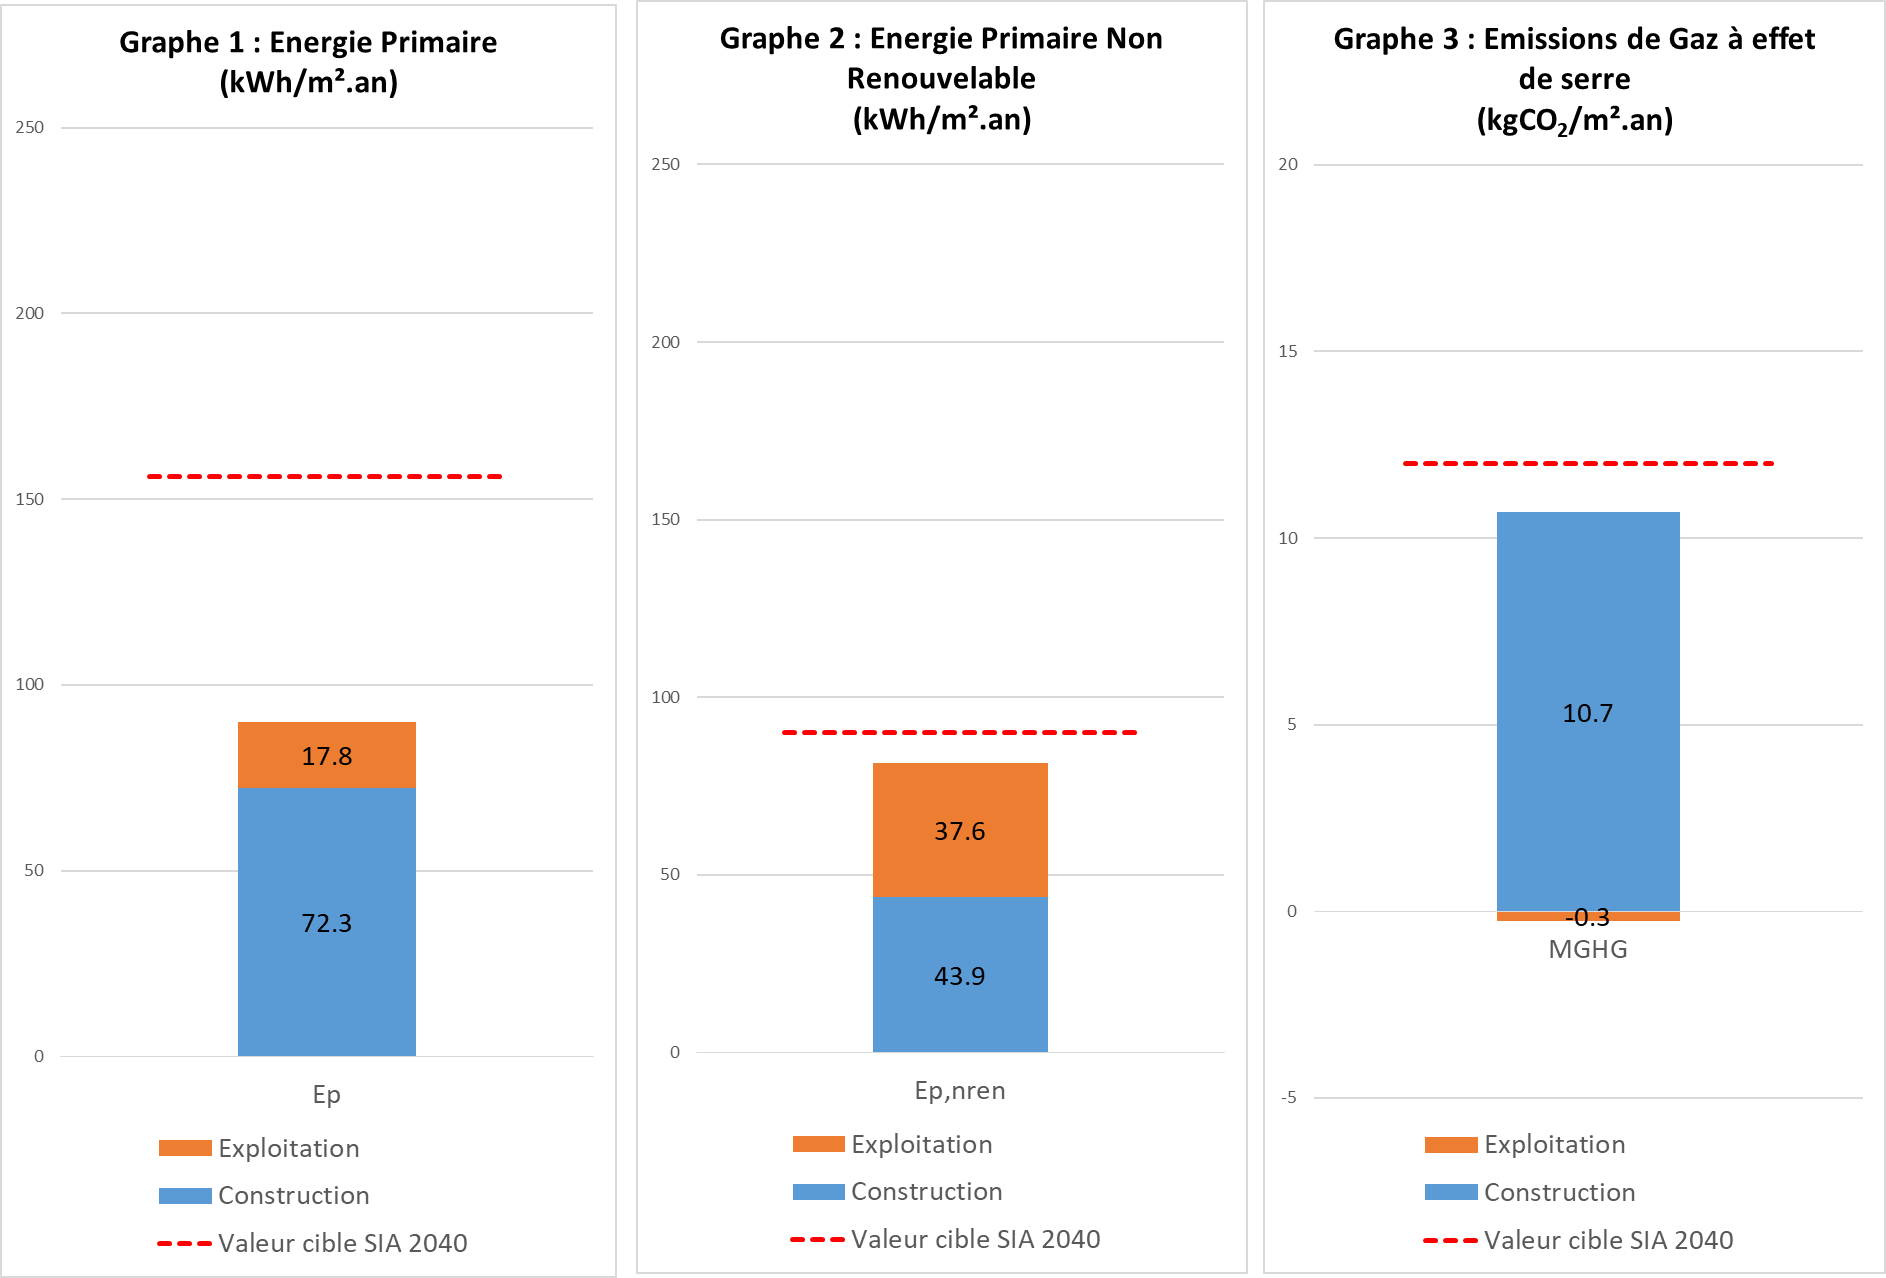 Graphe 1 : Energie Primaire
(kWh/m².an)
250
200
150
100
50
0
17.8
72.3
Ep
Exploitation
Construction
Valeur cible SIA 2040
Graphe 2 : Energie Primaire Non
Renouvelable
(kWh/m².an)
250
200
150
100
50
0
37.6
43.9
Ep,nren
Exploitation
Construction
Valeur cible SIA 2040
Graphe 3 : Emissions de Gaz à effet
de serre
(kgCO₂/m².an)
20
15
10
5
0
-5
10.7
-0.3
MGHG
Exploitation
Construction
Valeur cible SIA 2040